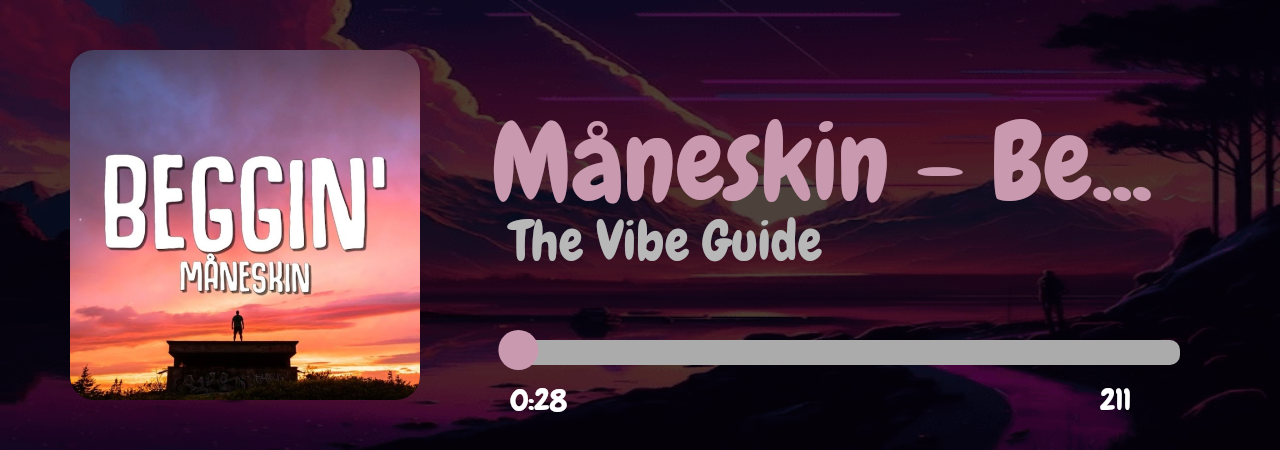 BEGGIN'
MÅNESKIN
Måneskin - Be...
The Vibe Guide
0:28
211